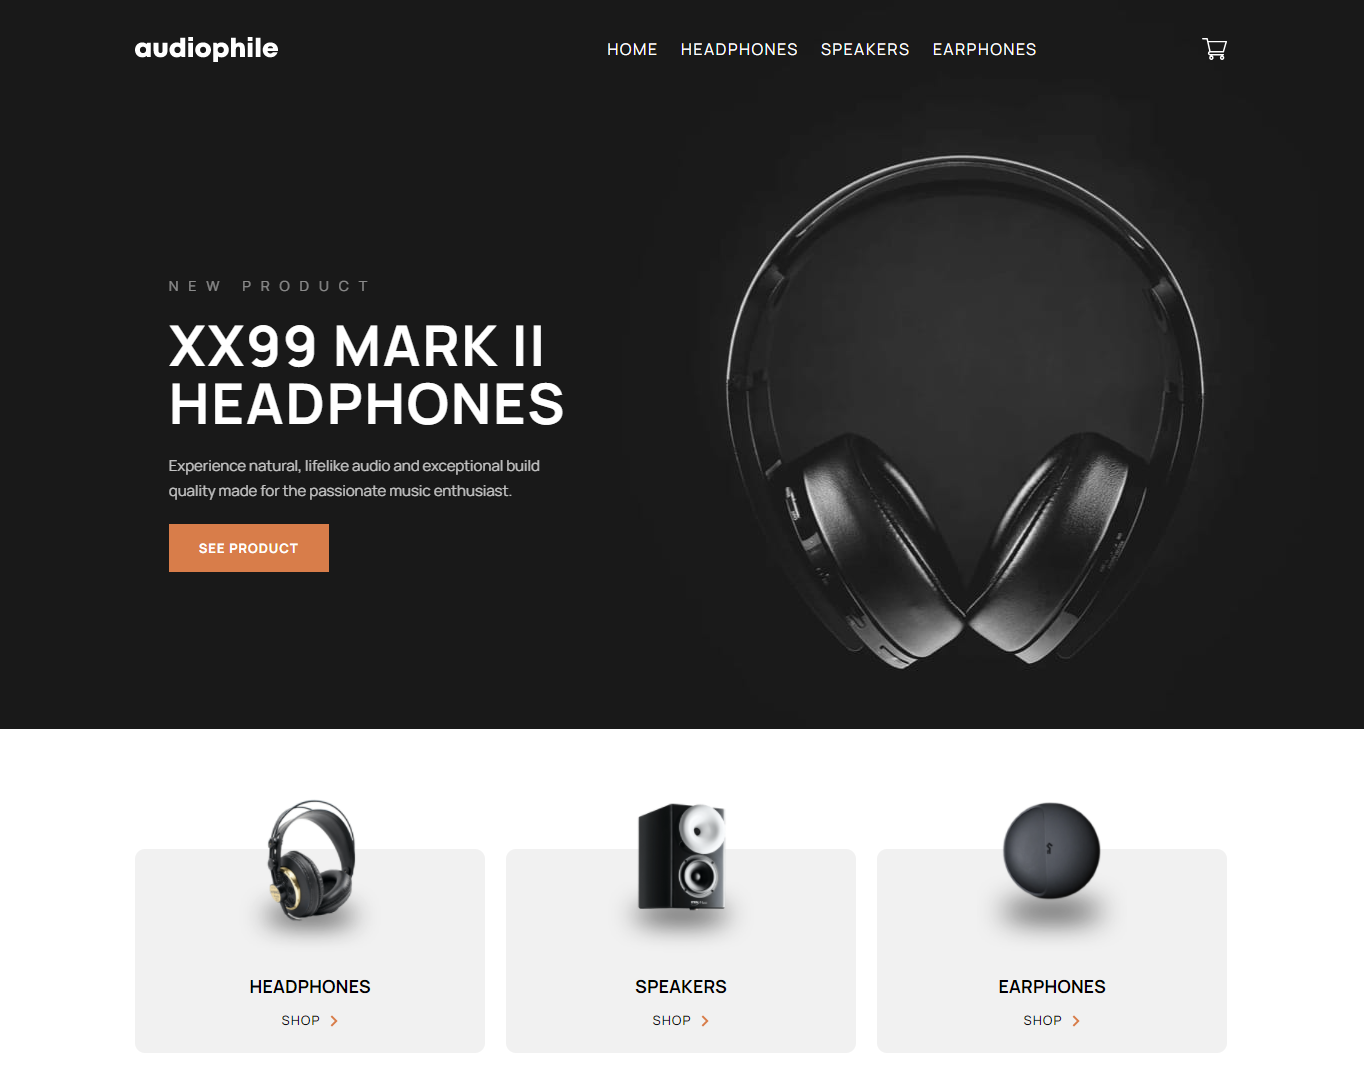 audiophile
HOME HEADPHONES SPEAKERS EARPHONES
NEW PRODUCT
XX99 MARK II
HEADPHONES
Experience natural, lifelike audio and exceptional build
quality made for the passionate music enthusiast.
SEE PRODUCT
HEADPHONES
SHOP
SPEAKERS
SHOP
EARPHONES
SHOP